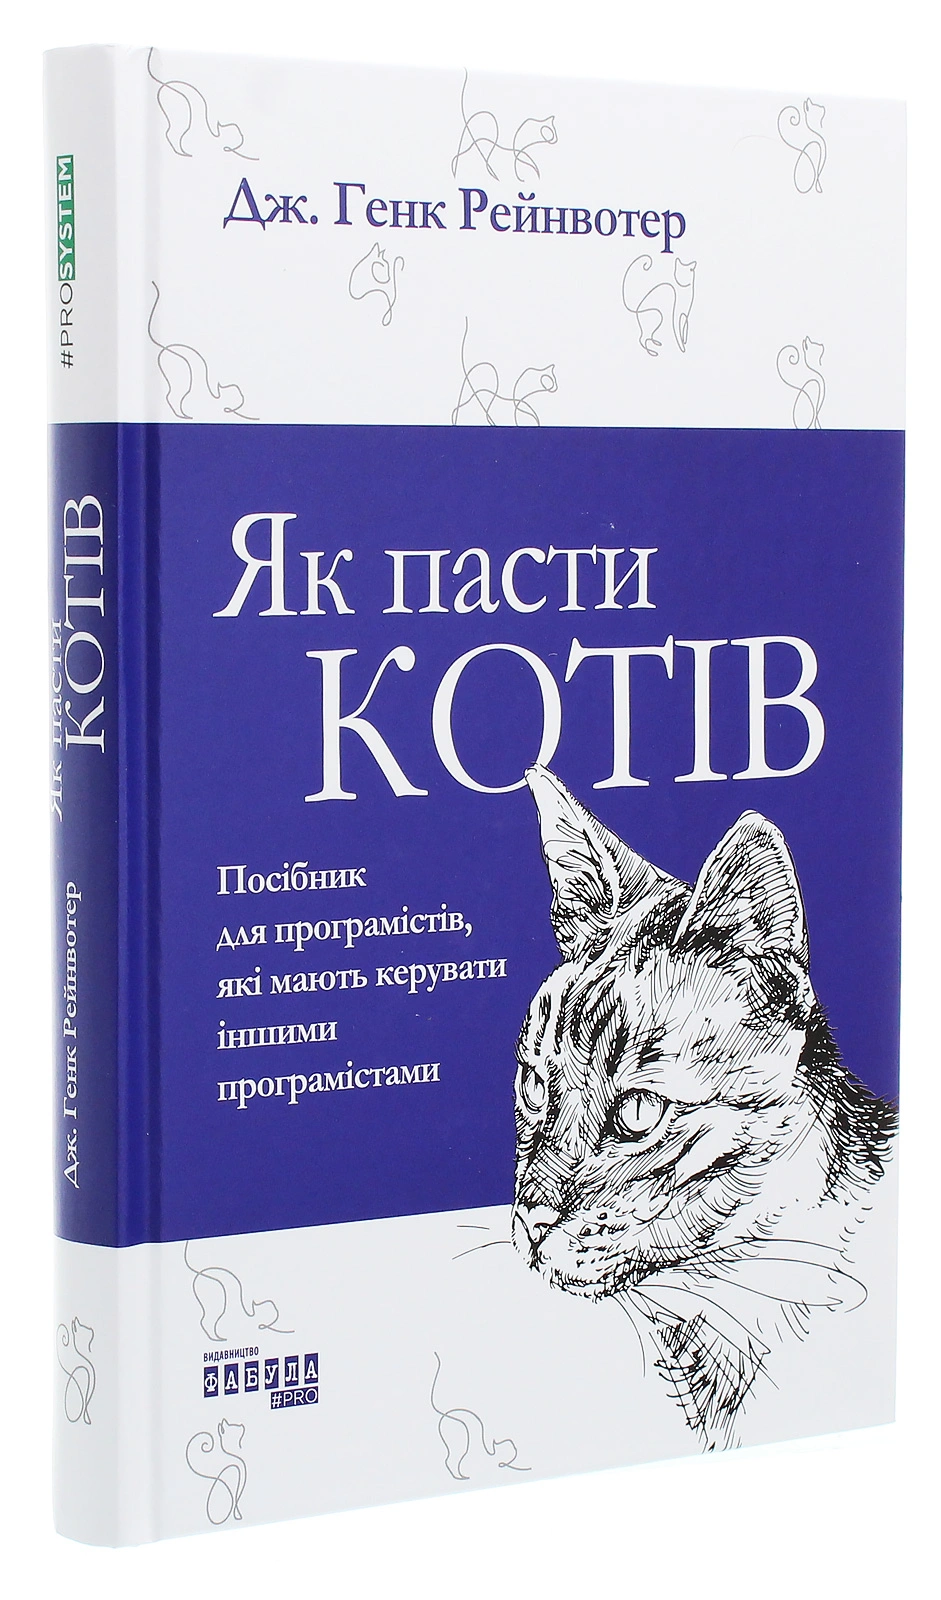 Дж. Генк Рейнвотер
Як пасти
КОТІВ
Посібник
для програмістів,
які мають керувати
іншими
програмістами
ВИДАВНИЦТВО
ФАБУЛА
#PRO
#PROSYSTEM
Як пасти
КОТІВ
Дж. Генк Рейнвотер